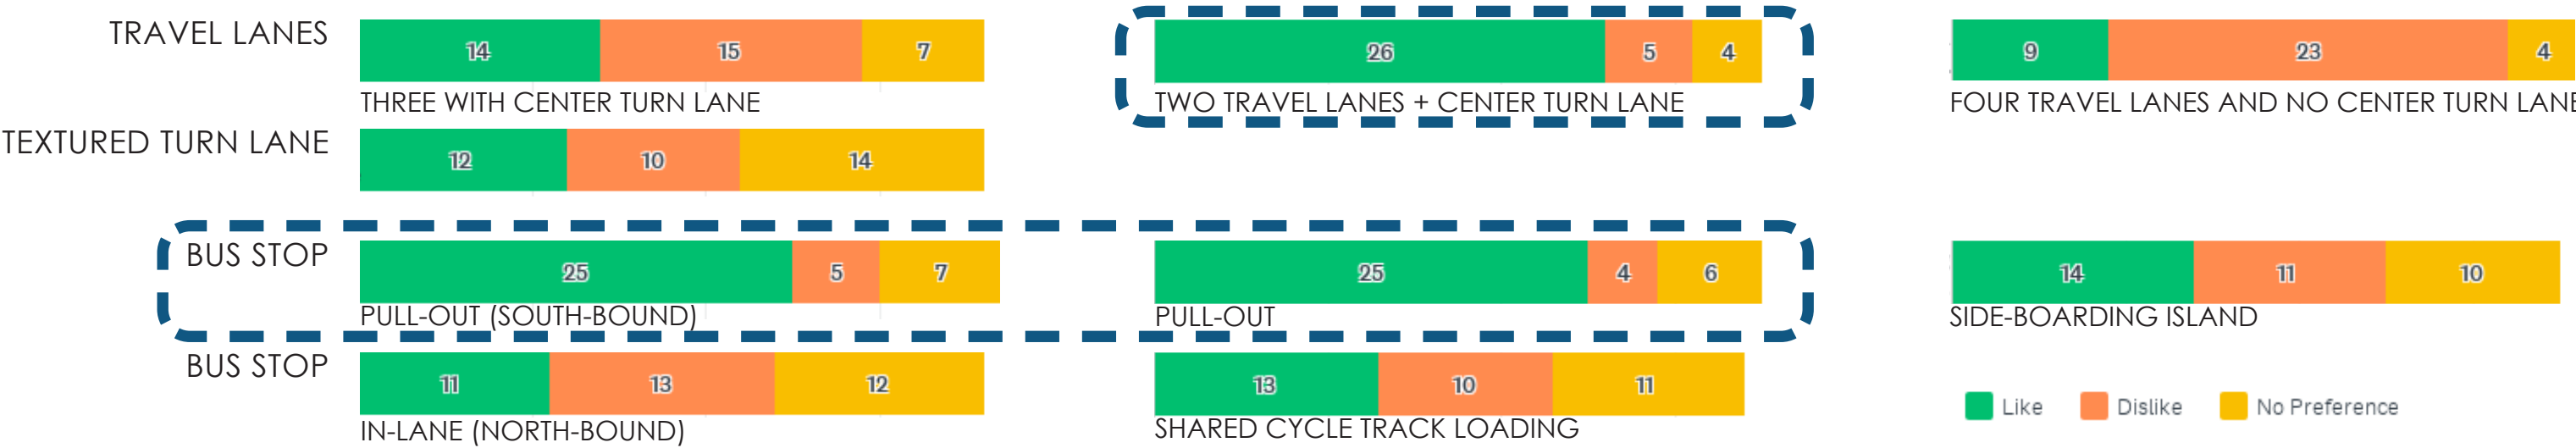 TRAVEL LANES
14 15 7
THREE WITH CENTER TURN LANE
26 5 4
TWO TRAVEL LANES + CENTER TURN LANE
9 23 4
FOUR TRAVEL LANES AND NO CENTER TURN LANE
TEXTURED TURN LANE
12 10 14
BUS STOP
25 5 7
PULL-OUT (SOUTH-BOUND)
25 4 6
PULL-OUT
14 11 10
SIDE-BOARDING ISLAND
BUS STOP
11 13 12
IN-LANE (NORTH-BOUND)
13 10 11
SHARED CYCLE TRACK LOADING
Like Dislike No Preference